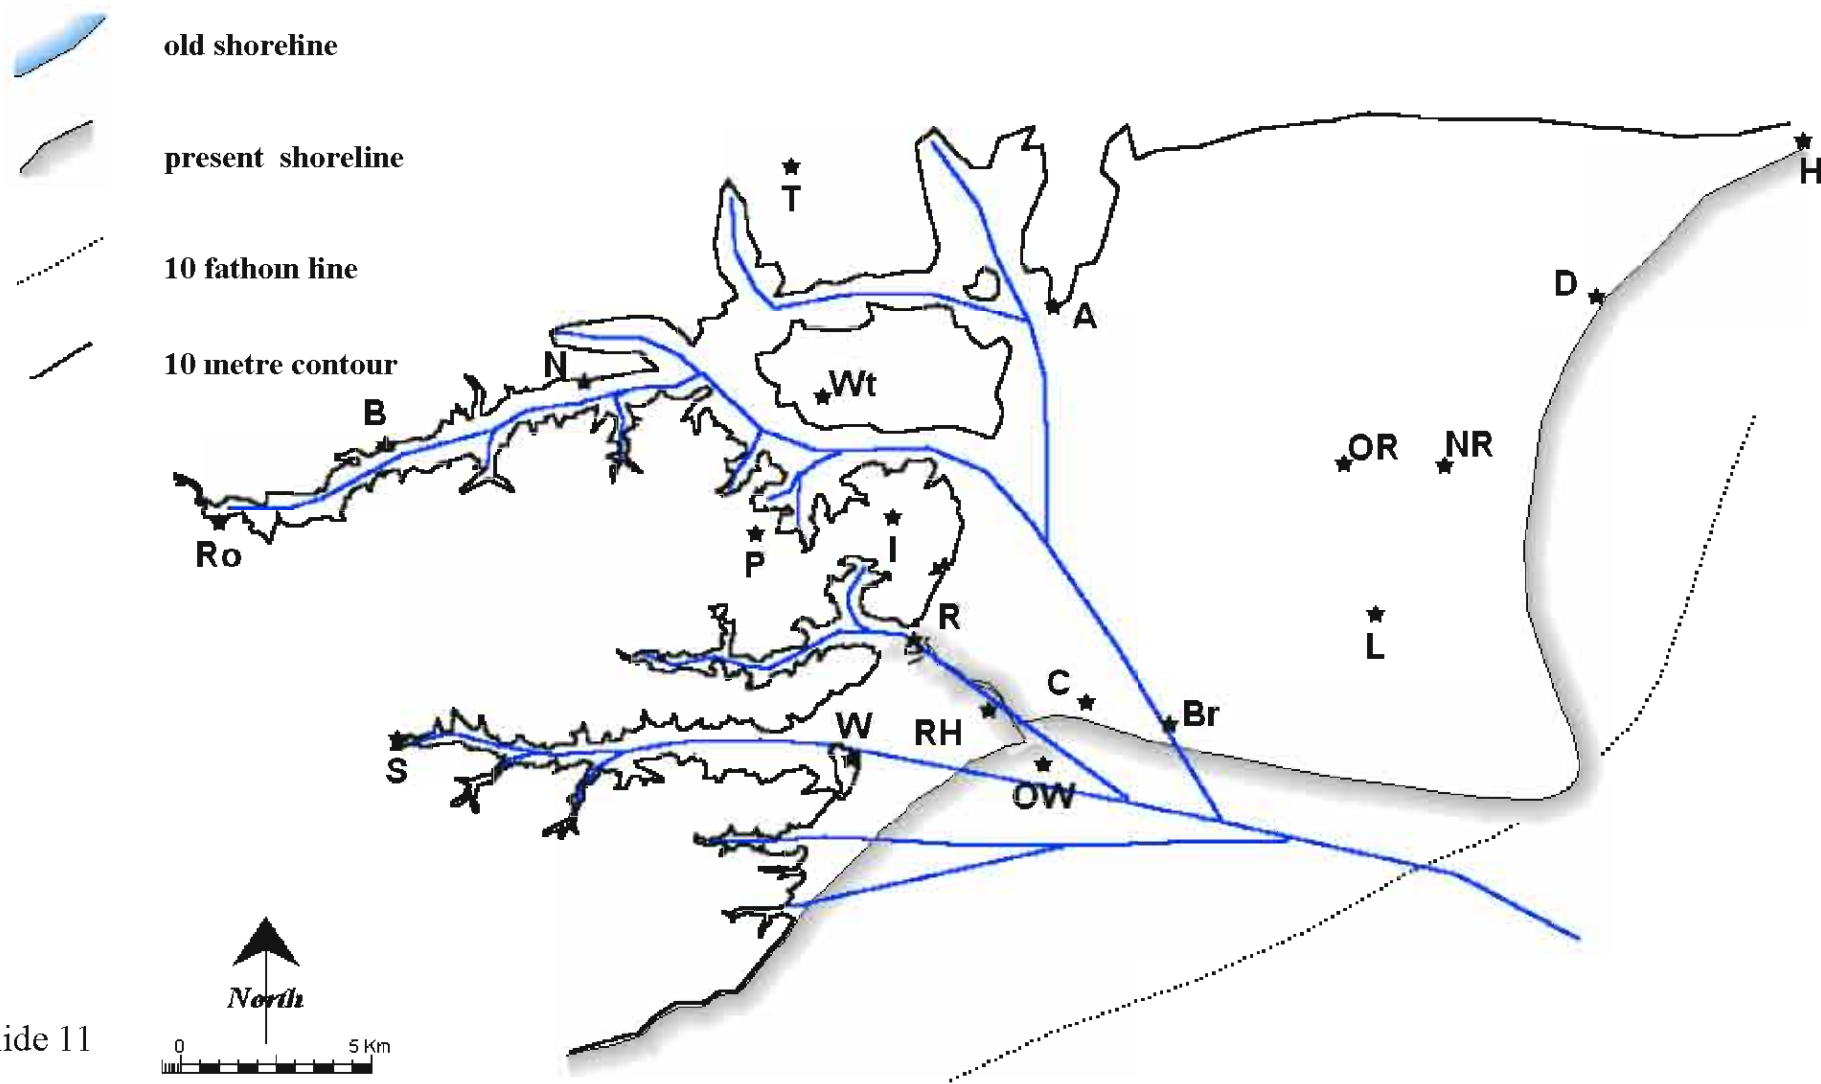 old shoreline
present shoreline
10 fathom line
10 metre contour
T
H
D
A
N
Wt
B
OR NR
Ro
P
I
R
L
C
Br
W
RH
S
OW
North
ide 11
0 5 Km